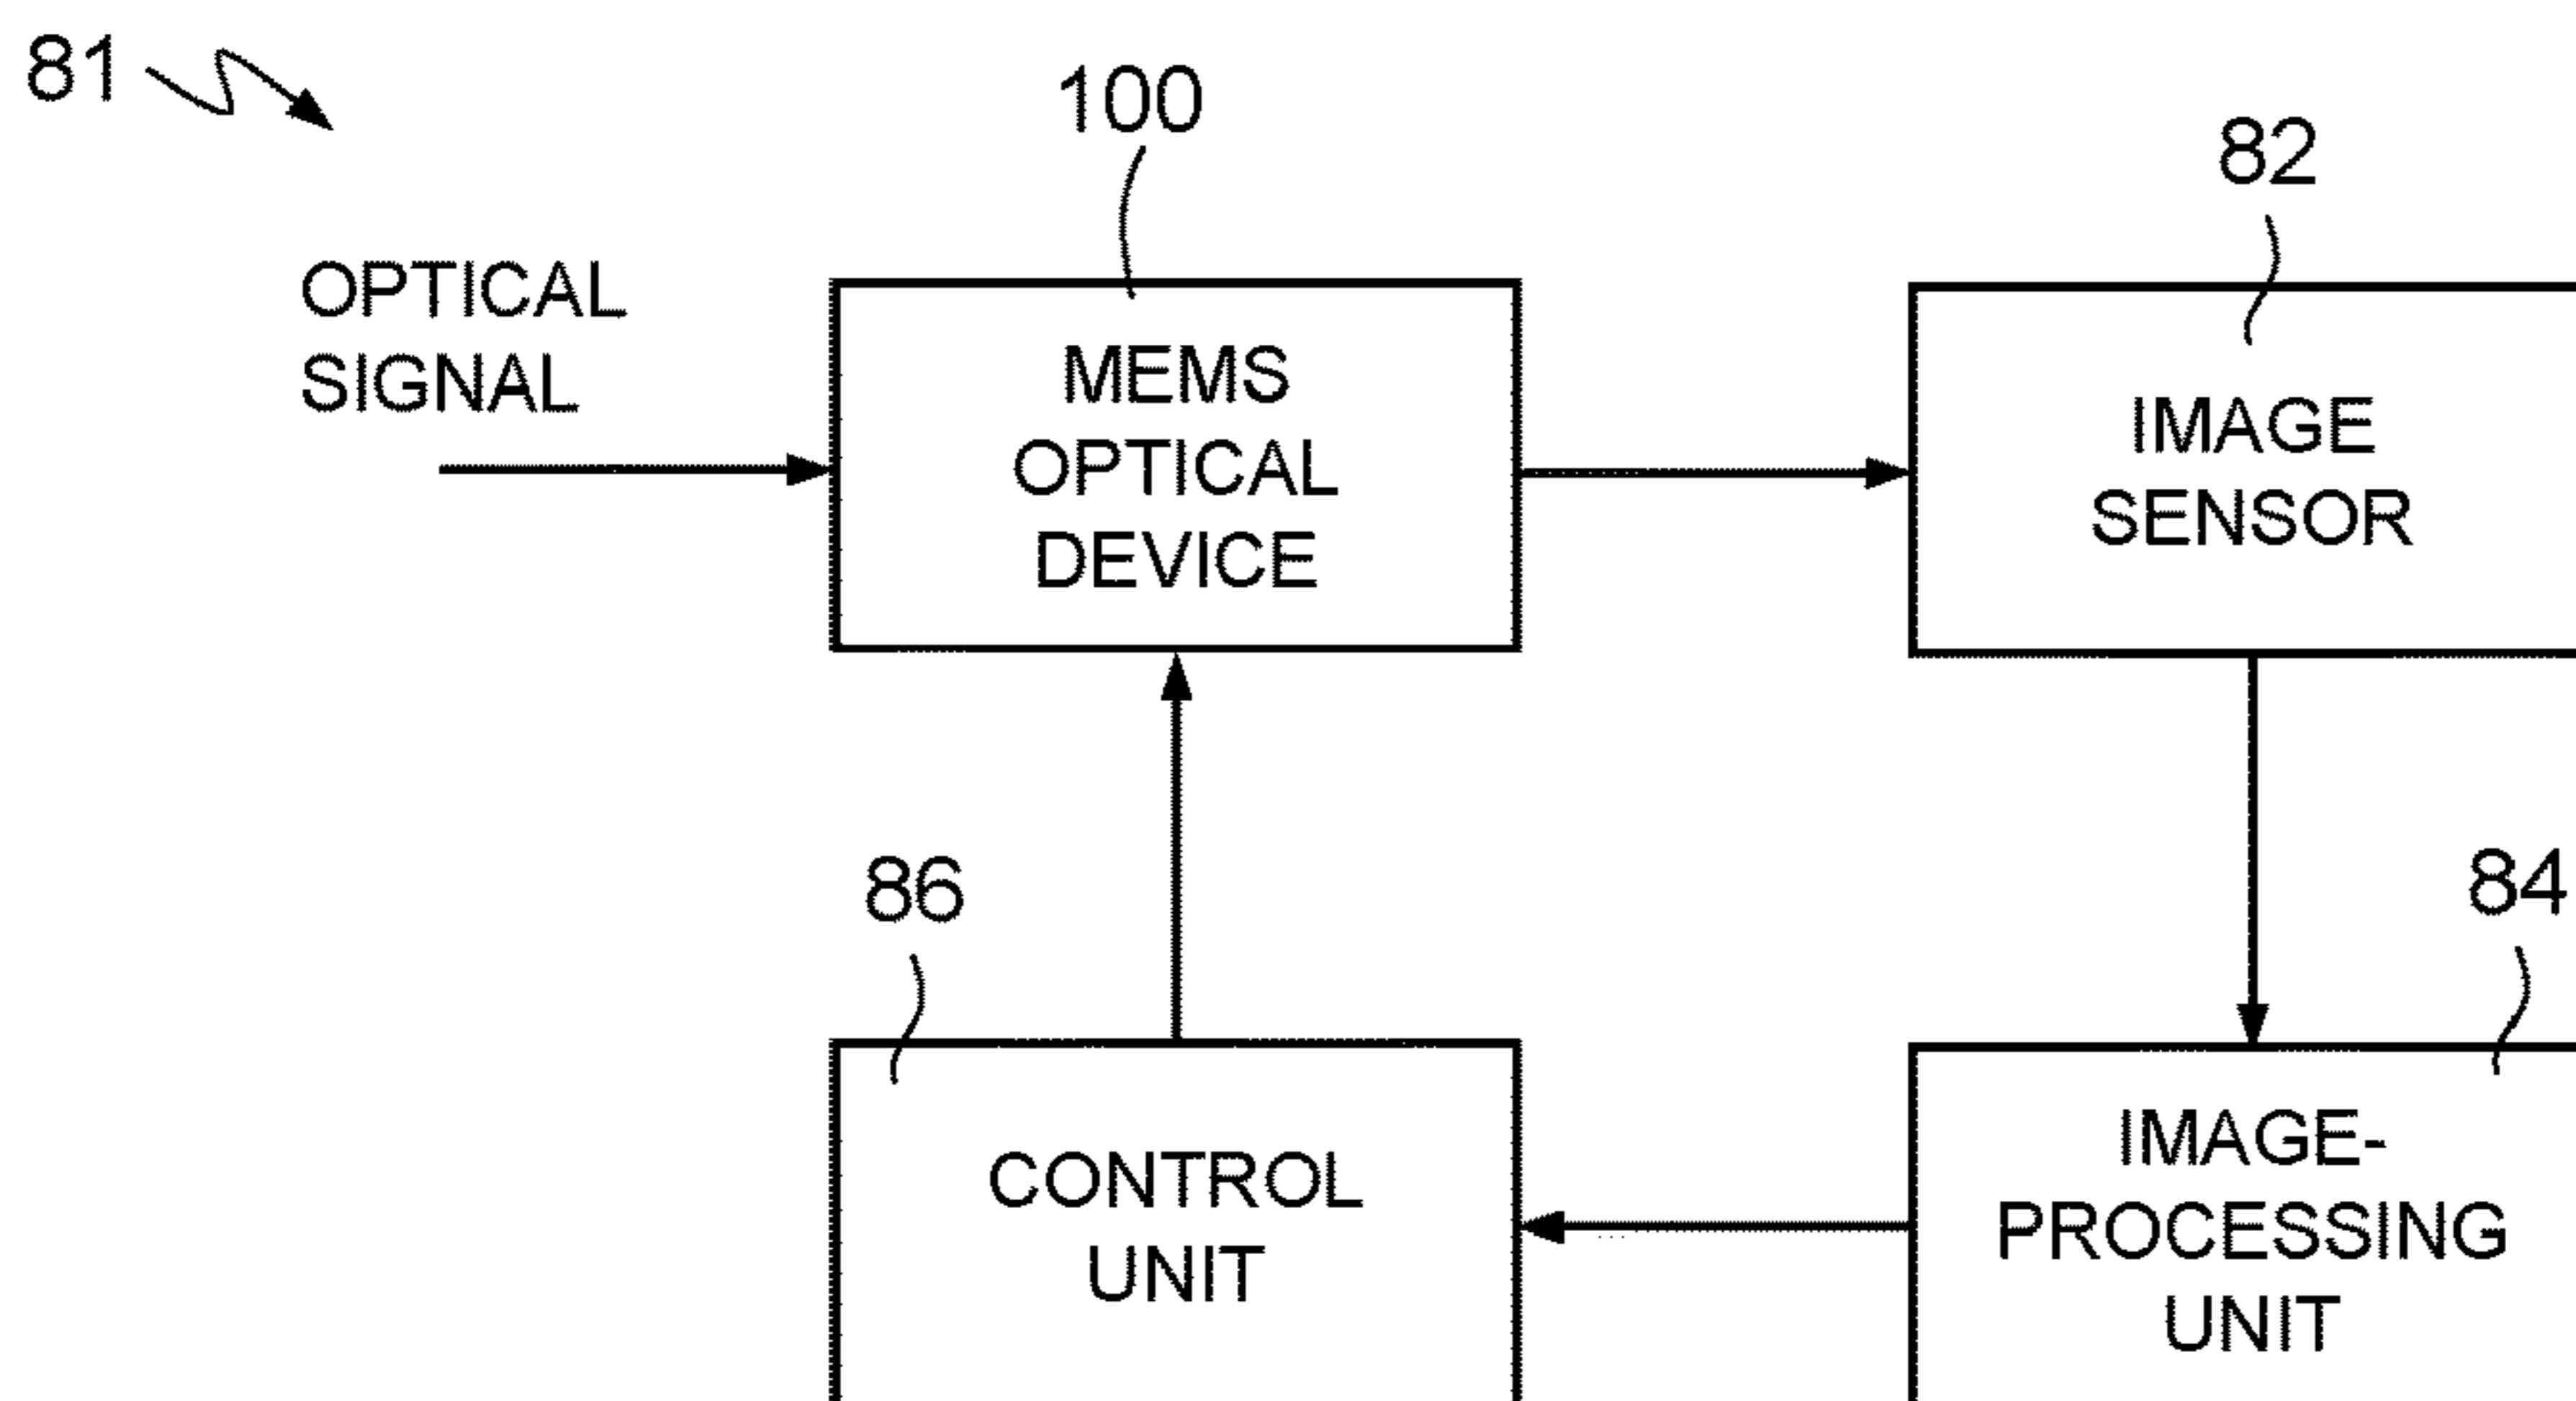 81
100
82
OPTICAL
SIGNAL
MEMS
OPTICAL
DEVICE
IMAGE
SENSOR
86
84
CONTROL
UNIT
IMAGE-
PROCESSING
UNIT